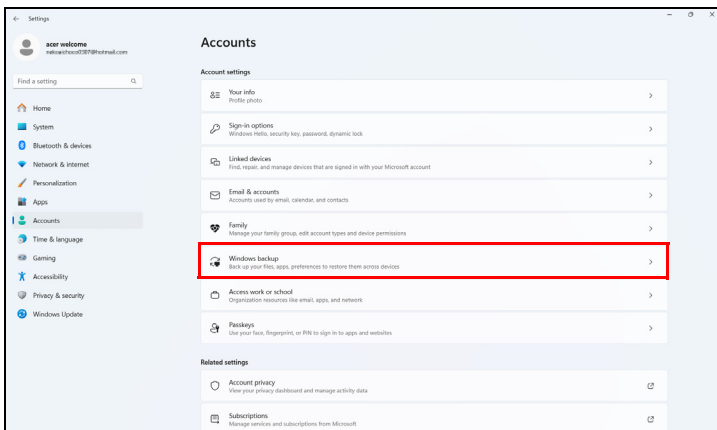 Settings
acer welcome
nekoaichoco0307@hotmail.com
Find a setting
Home
System
Bluetooth & devices
Network & internet
Personalization
Apps
Accounts
Time & language
Gaming
Accessibility
Privacy & security
Windows Update
Accounts
Account settings
Your info
Profile photo
Sign-in options
Windows Hello, security key, password, dynamic lock
Linked devices
Find, repair, and manage devices that are signed in with your Microsoft account
Email & accounts
Accounts used by email, calendar, and contacts
Family
Manage your family group, edit account types and device permissions
Windows backup
Back up your files, apps, preferences to restore them across devices
Access work or school
Organization resources like email, apps, and network
Passkeys
Use your face, fingerprint, or PIN to sign in to apps and websites
Related settings
Account privacy
View your privacy dashboard and manage activity data
Subscriptions
Manage services and subscriptions from Microsoft